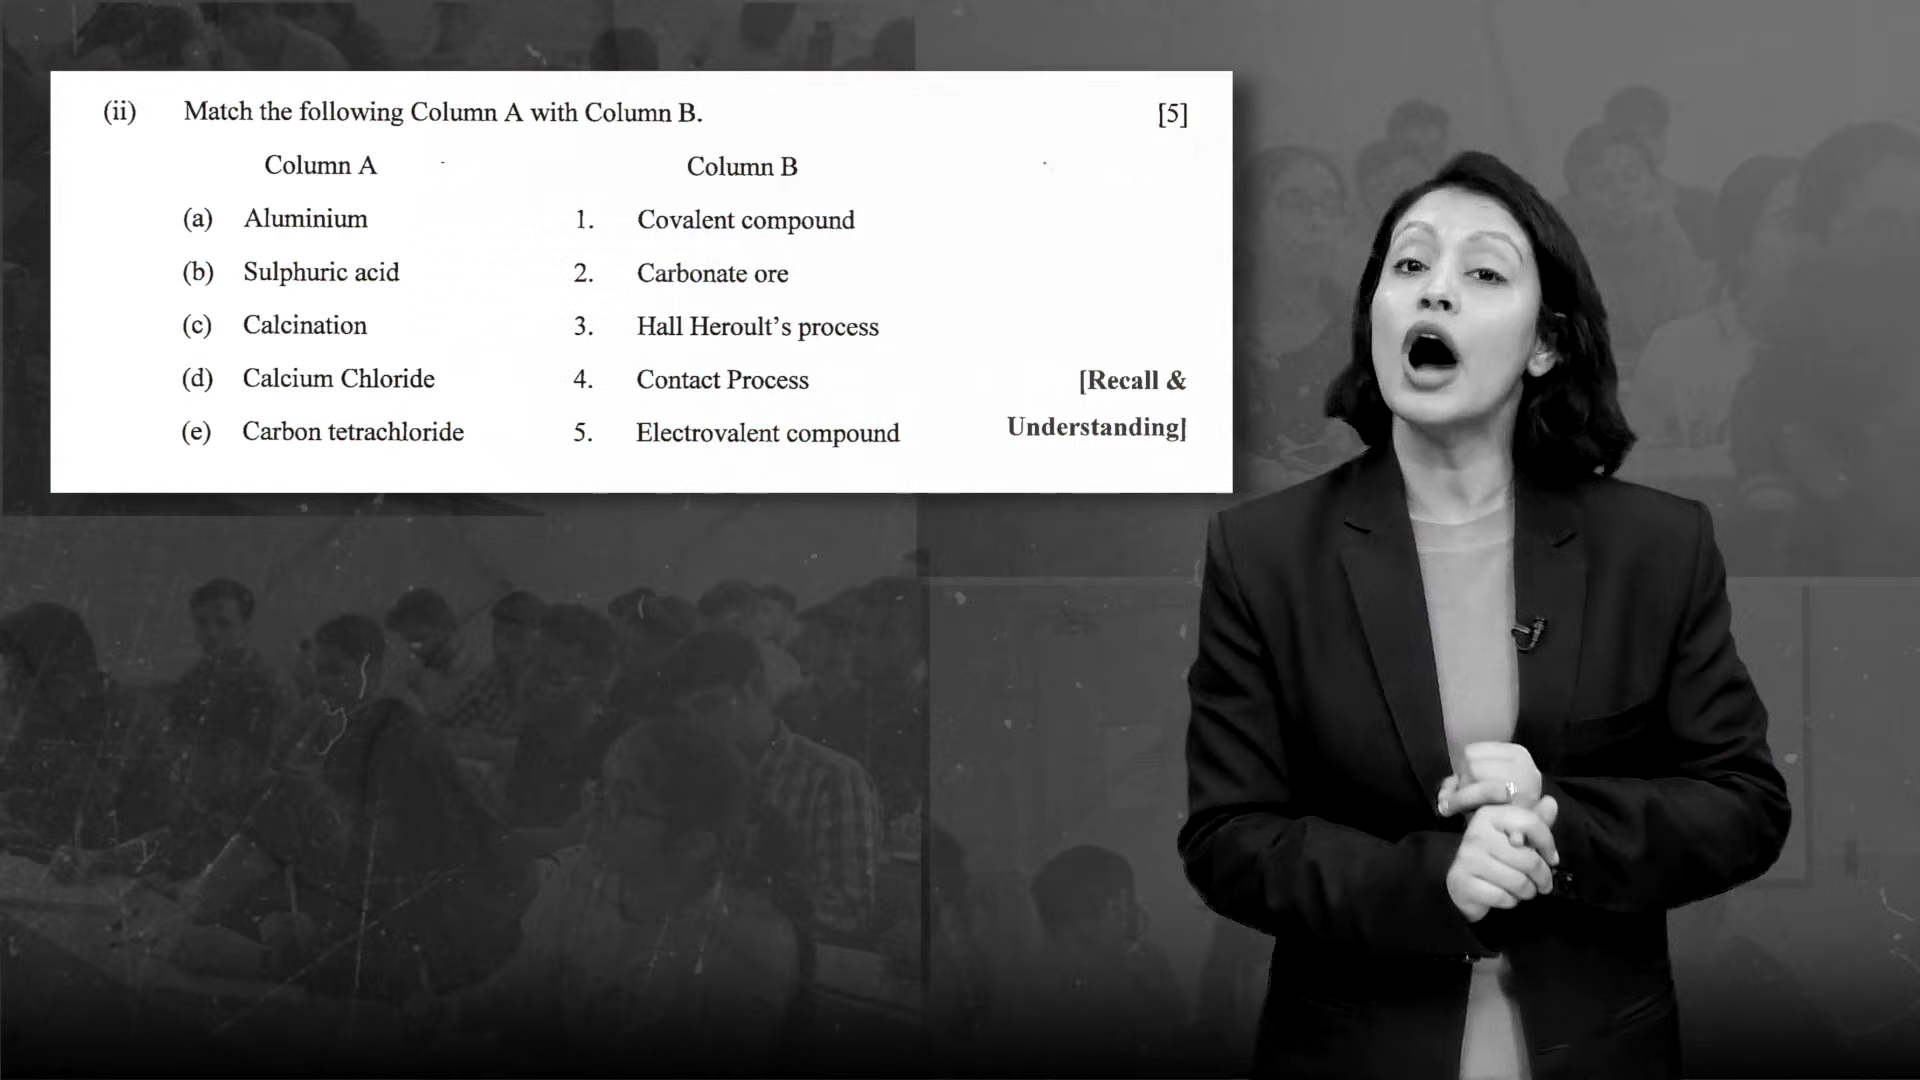 (ii) Match the following Column A with Column B. [5]
Column A Column B
(a) Aluminium 1. Covalent compound
(b) Sulphuric acid 2. Carbonate ore
(c) Calcination 3. Hall Heroult’s process
(d) Calcium Chloride 4. Contact Process [Recall &
(e) Carbon tetrachloride 5. Electrovalent compound Understanding]